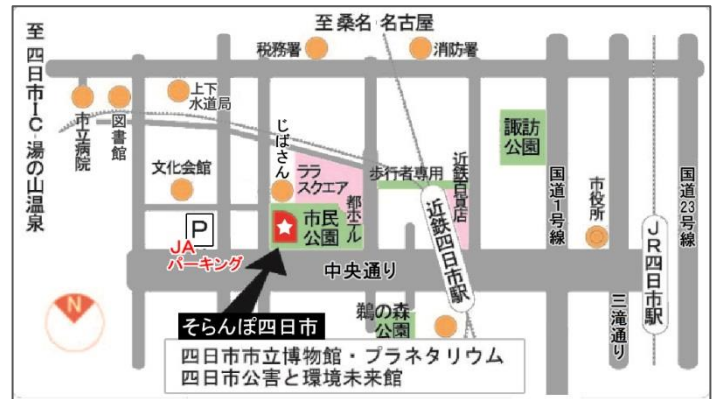 至 桑名 名古屋
税務署
消防署
至 四日市IC・湯の山温泉
市立病院
図書館
上下
水道局
じばさん
諏訪
公園
文化会館
ララ
スクエア
歩行者専用
近鉄百貨店
国道1号線
市役所
国道23号線
P
JA
パーキング
市民
公園
都ホテル
近鉄四日市駅
JR四日市駅
中央通り
N
そらんぽ四日市
鵜の森
公園
三滝通り
四日市市立博物館・プラネタリウム
四日市公害と環境未来館